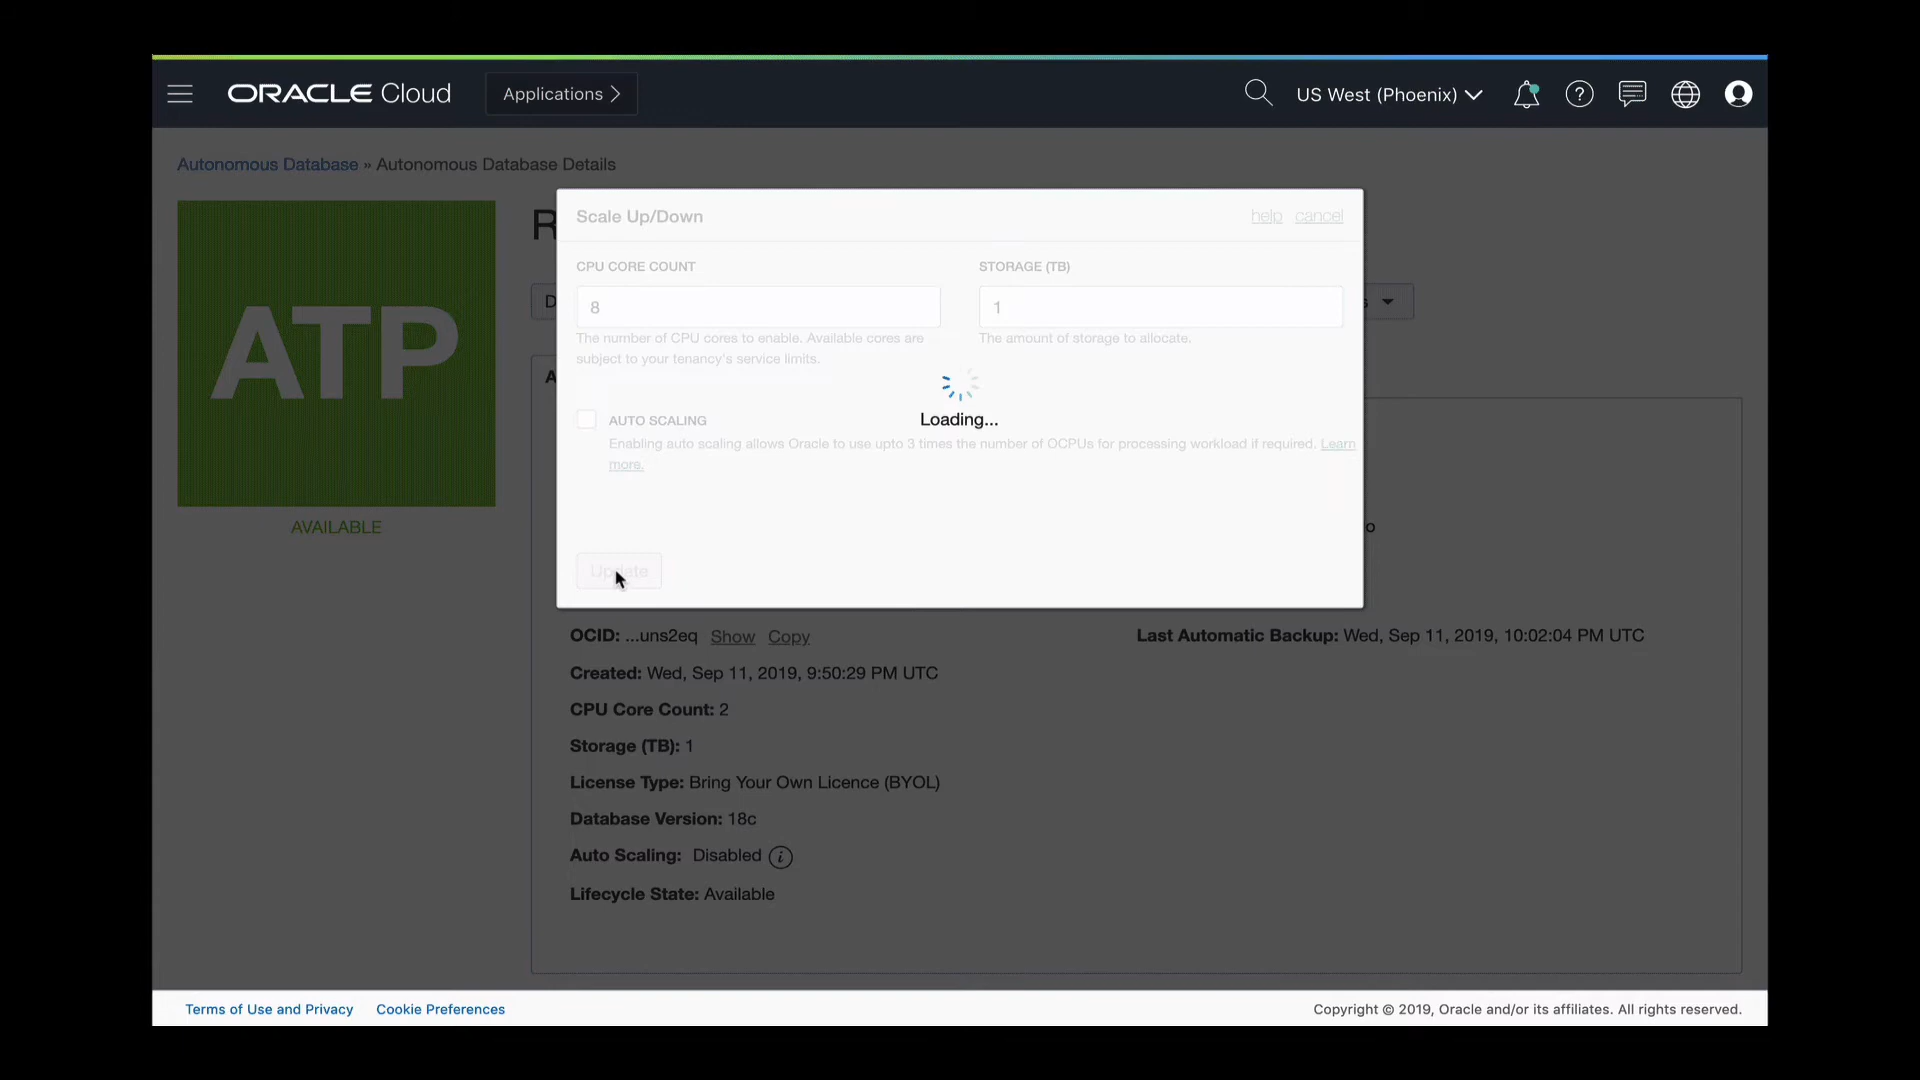 ORACLE Cloud
Applications
US West (Phoenix)
Autonomous Database » Autonomous Database Details
ATP
AVAILABLE
R
D
s
A
Scale Up/Down
help cancel
CPU CORE COUNT
8
The number of CPU cores to enable. Available cores are
subject to your tenancy's service limits.
STORAGE (TB)
1
The amount of storage to allocate.
Loading...
AUTO SCALING
Enabling auto scaling allows Oracle to use upto 3 times the number of OCPUs for processing workload if required. Learn
more.
Update
o
OCID: ...uns2eq Show Copy
Created: Wed, Sep 11, 2019, 9:50:29 PM UTC
CPU Core Count: 2
Storage (TB): 1
License Type: Bring Your Own Licence (BYOL)
Database Version: 18c
Auto Scaling: Disabled i
Lifecycle State: Available
Last Automatic Backup: Wed, Sep 11, 2019, 10:02:04 PM UTC
Terms of Use and Privacy Cookie Preferences
Copyright © 2019, Oracle and/or its affiliates. All rights reserved.